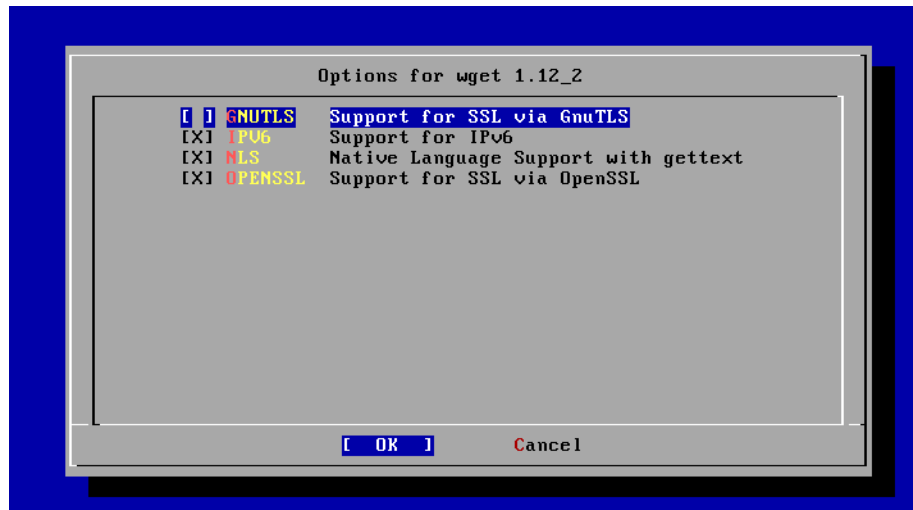 Options for wget 1.12_2
[ ] GNUTLS Support for SSL via GnuTLS
[X] IPV6 Support for IPv6
[X] NLS Native Language Support with gettext
[X] OPENSSL Support for SSL via OpenSSL
[ OK ] Cancel